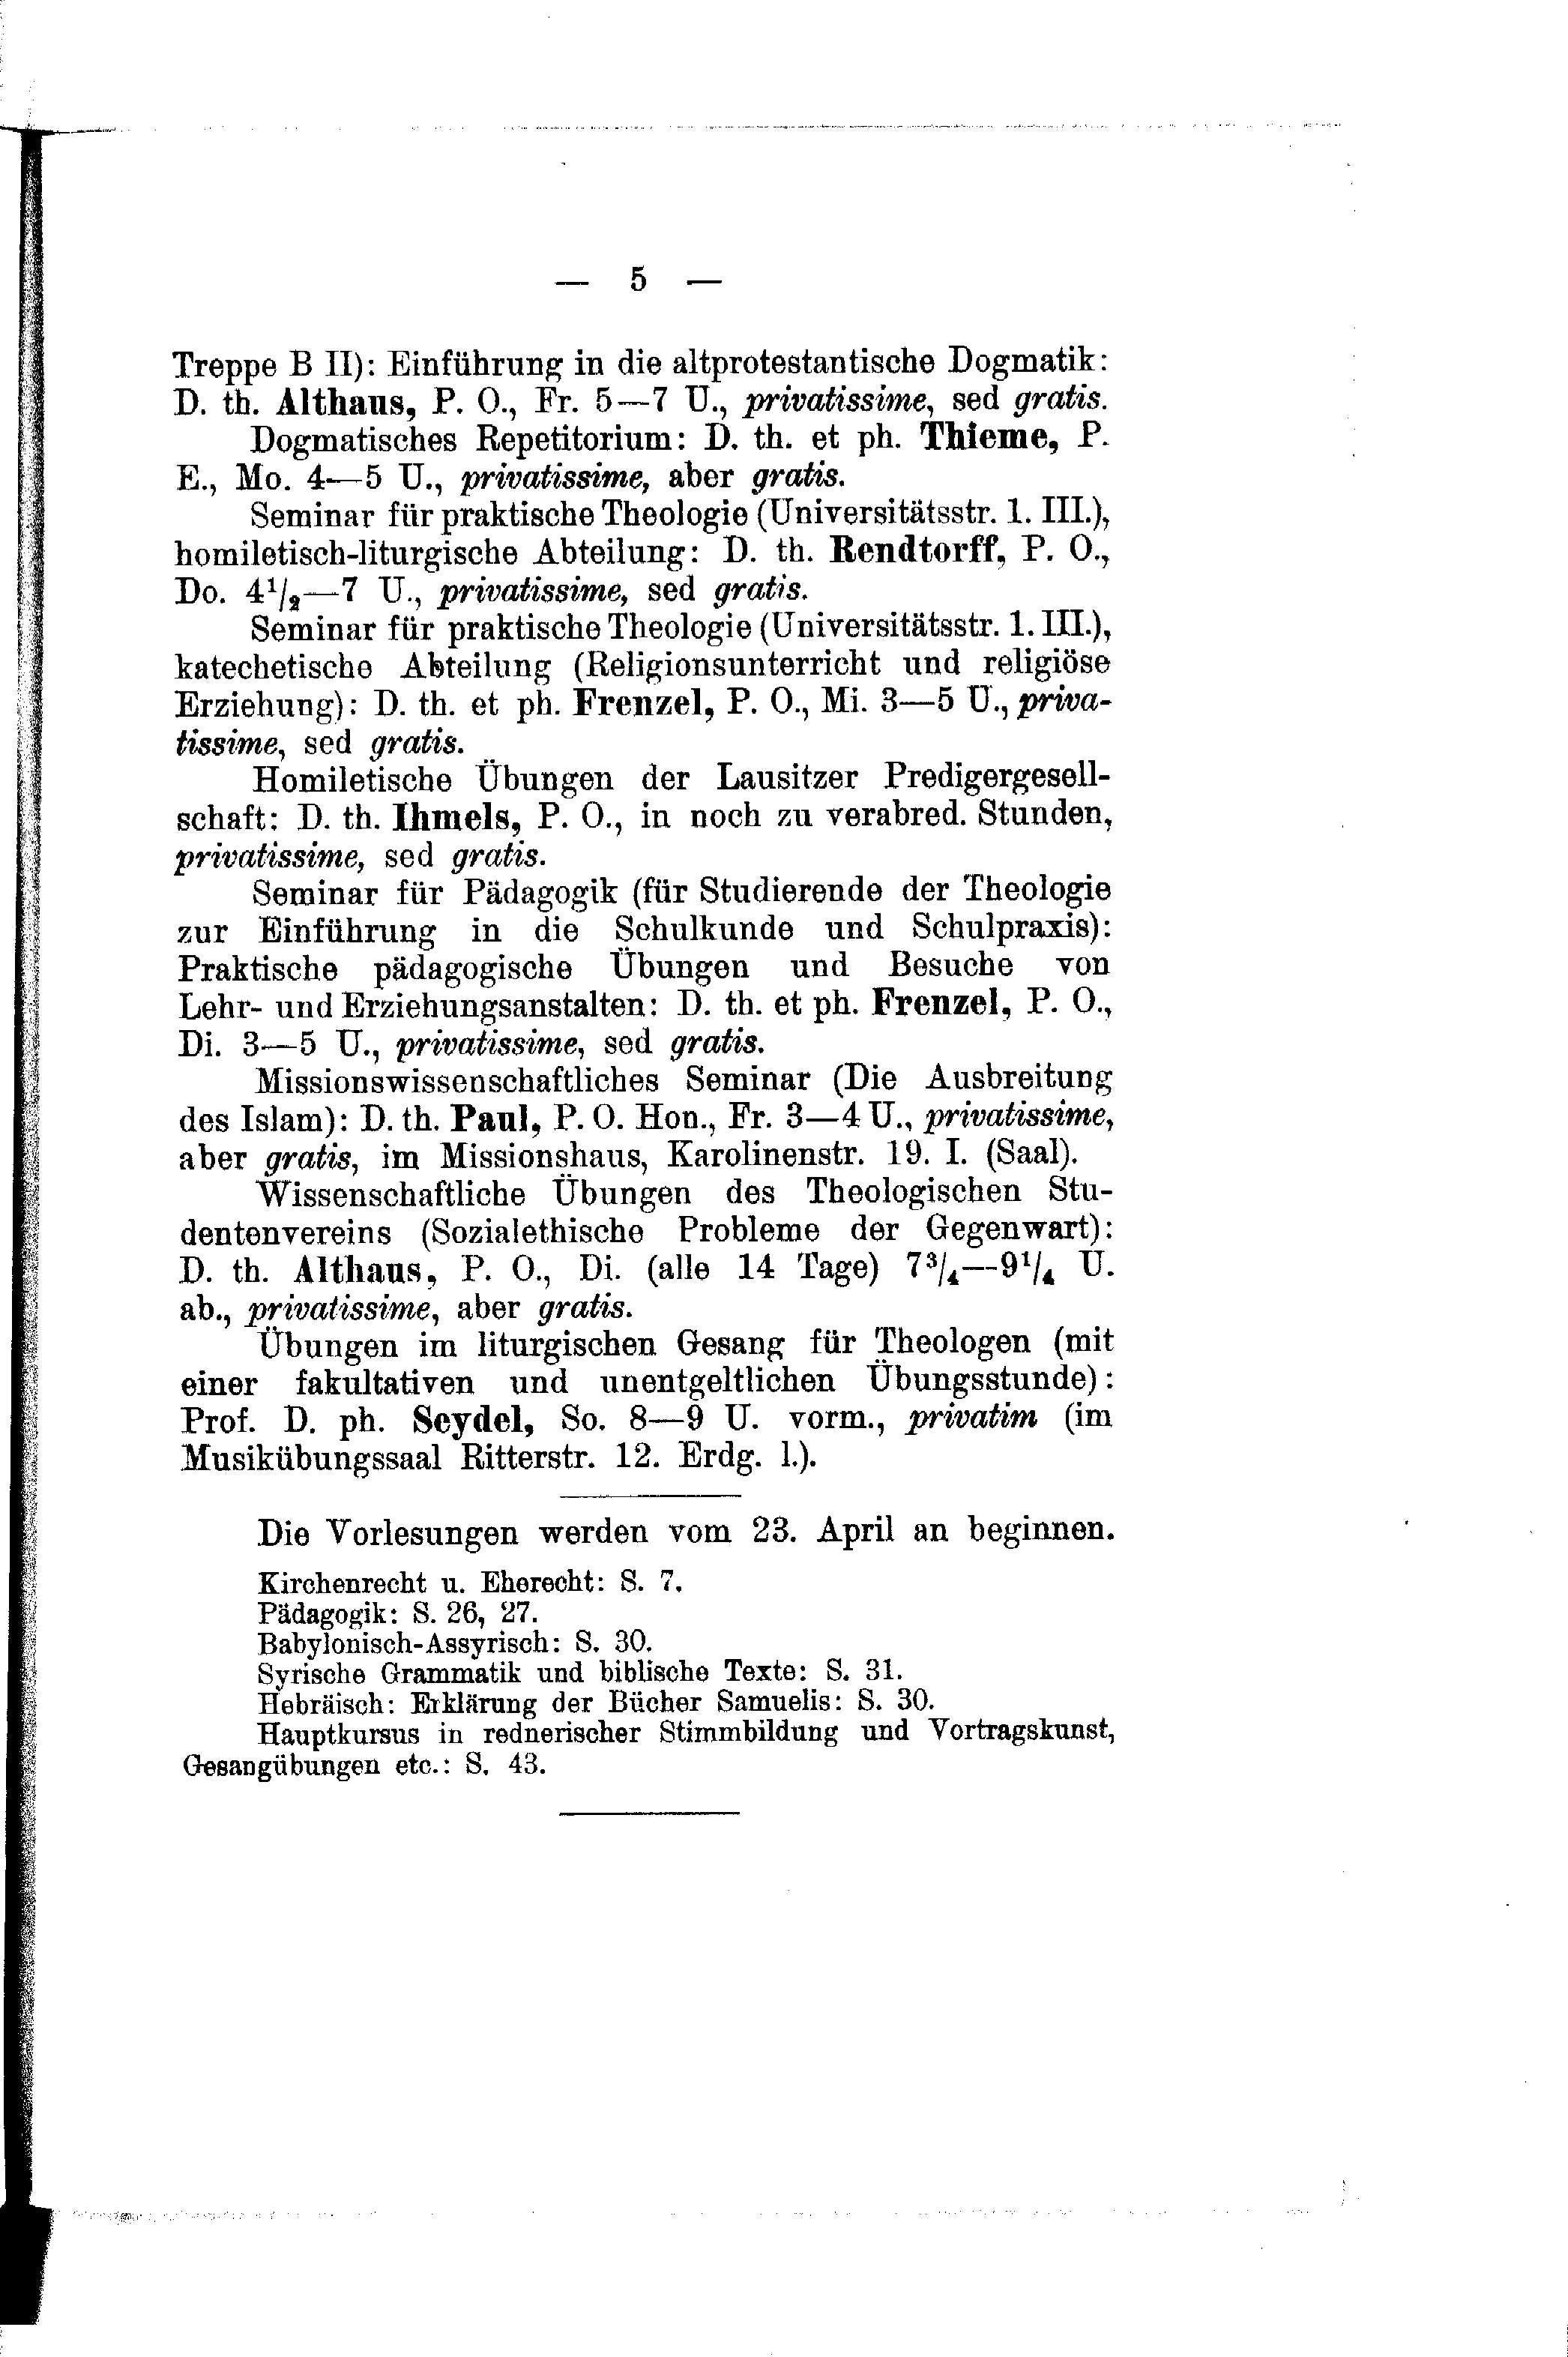 — 5 —
Treppe B II): Einführung in die altprotestantische Dogmatik:
D. th. Althaus, P. O., Fr. 5—7 U., privatissime, sed gratis.
Dogmatisches Repetitorium: D. th. et ph. Thieme, P.
E., Mo. 4—5 U., privatissime, aber gratis.
Seminar für praktische Theologie (Universitätsstr. 1. III.),
homiletisch-liturgische Abteilung: D. th. Rendtorff, P. O.,
Do. 4¹/₂—7 U., privatissime, sed gratis.
Seminar für praktische Theologie (Universitätsstr. 1. III.),
katechetische Abteilung (Religionsunterricht und religiöse
Erziehung): D. th. et ph. Frenzel, P. O., Mi. 3—5 U., priva-
tissime, sed gratis.
Homiletische Übungen der Lausitzer Predigergesell-
schaft: D. th. Ihmels, P. O., in noch zu verabred. Stunden,
privatissime, sed gratis.
Seminar für Pädagogik (für Studierende der Theologie
zur Einführung in die Schulkunde und Schulpraxis):
Praktische pädagogische Übungen und Besuche von
Lehr- und Erziehungsanstalten: D. th. et ph. Frenzel, P. O.,
Di. 3—5 U., privatissime, sed gratis.
Missionswissenschaftliches Seminar (Die Ausbreitung
des Islam): D. th. Paul, P. O. Hon., Fr. 3—4 U., privatissime,
aber gratis, im Missionshaus, Karolinenstr. 19. I. (Saal).
Wissenschaftliche Übungen des Theologischen Stu-
dentenvereins (Sozialethische Probleme der Gegenwart):
D. th. Althaus, P. O., Di. (alle 14 Tage) 7³/₄—9¹/₄ U.
ab., privatissime, aber gratis.
Übungen im liturgischen Gesang für Theologen (mit
einer fakultativen und unentgeltlichen Übungsstunde):
Prof. D. ph. Seydel, So. 8—9 U. vorm., privatim (im
Musikübungssaal Ritterstr. 12. Erdg. l.).
Die Vorlesungen werden vom 23. April an beginnen.
Kirchenrecht u. Eherecht: S. 7.
Pädagogik: S. 26, 27.
Babylonisch-Assyrisch: S. 30.
Syrische Grammatik und biblische Texte: S. 31.
Hebräisch: Erklärung der Bücher Samuelis: S. 30.
Hauptkursus in rednerischer Stimmbildung und Vortragskunst,
Gesangübungen etc.: S. 43.